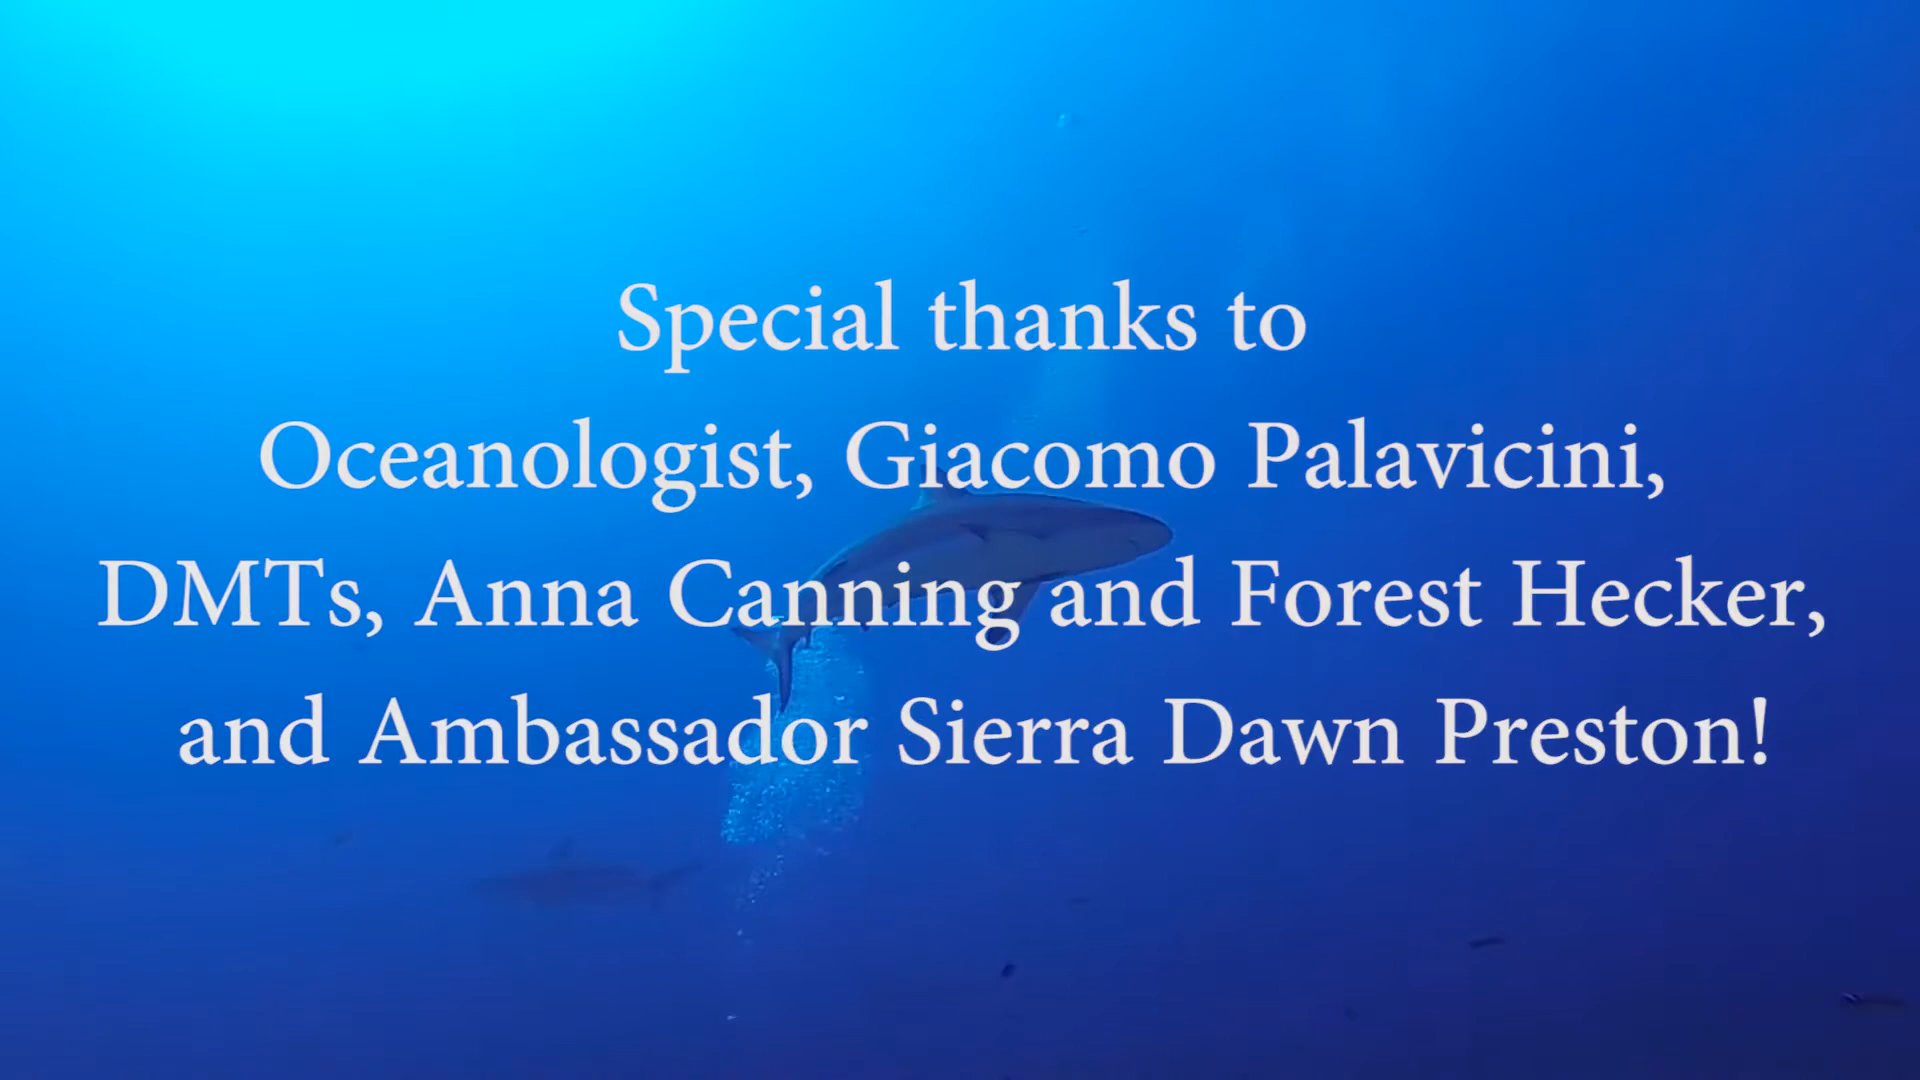 Special thanks to
Oceanologist, Giacomo Palavicini,
DMTs, Anna Canning and Forest Hecker,
and Ambassador Sierra Dawn Preston!